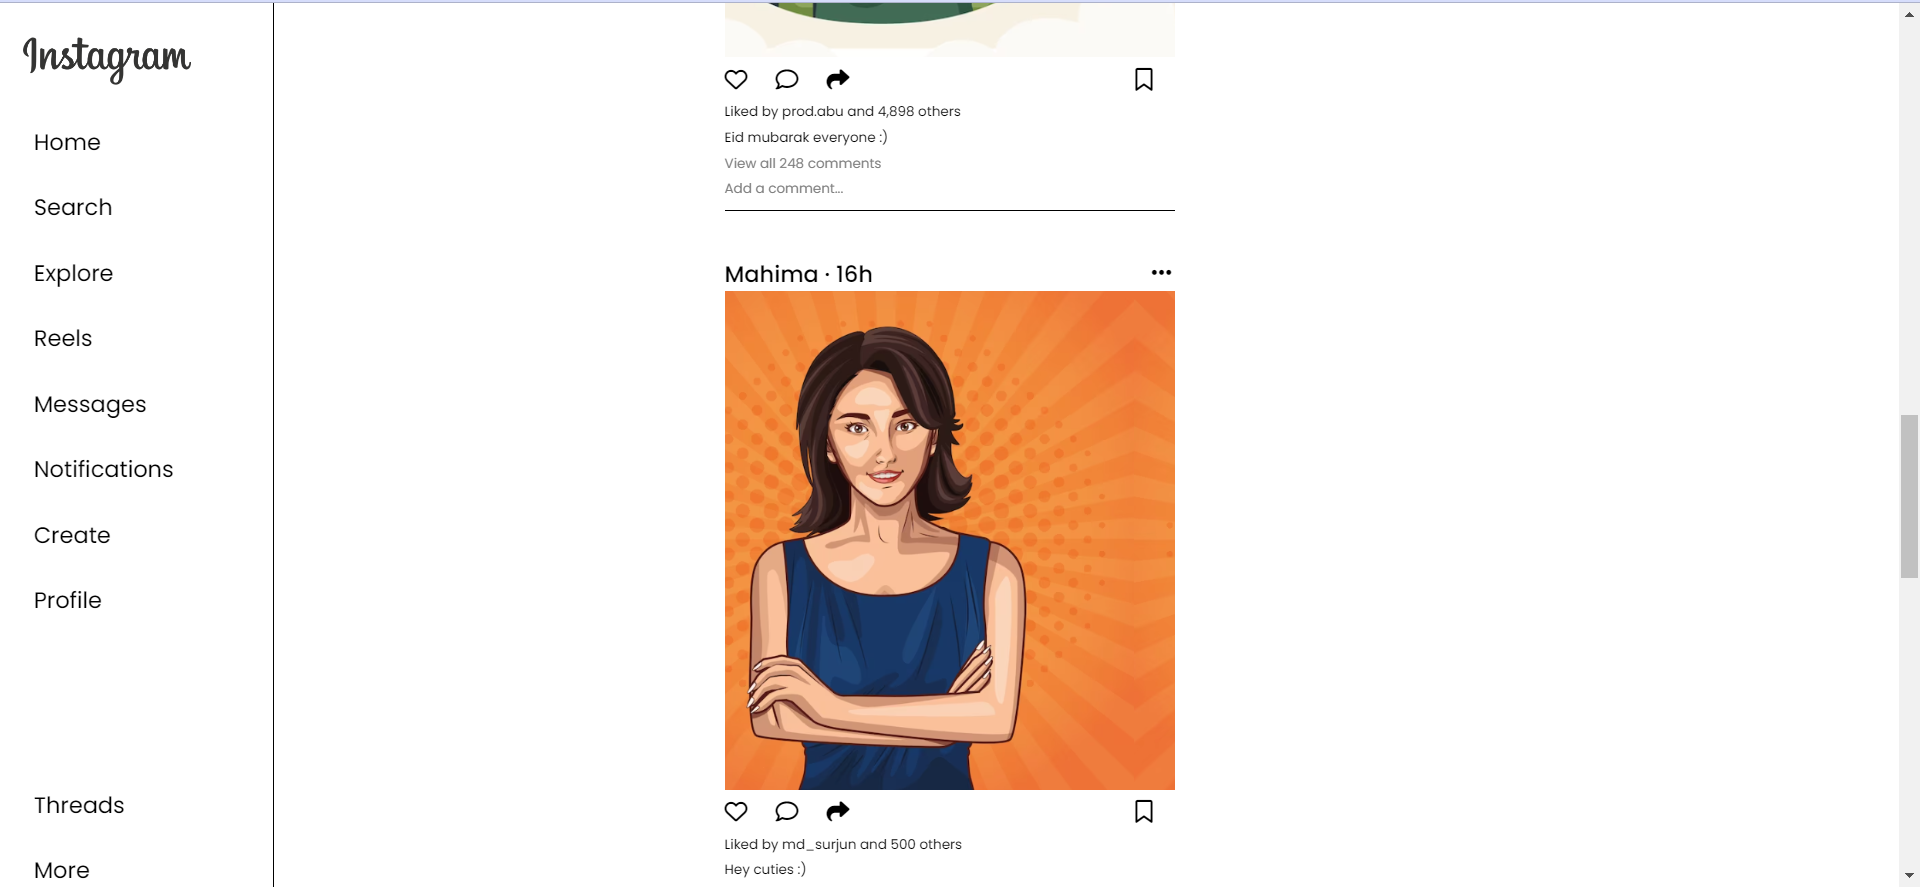 Instagram
Home
Search
Explore
Reels
Messages
Notifications
Create
Profile
Threads
More
Liked by prod.abu and 4,898 others
Eid mubarak everyone :)
View all 248 comments
Add a comment...
Mahima · 16h
Liked by md_surjun and 500 others
Hey cuties :)